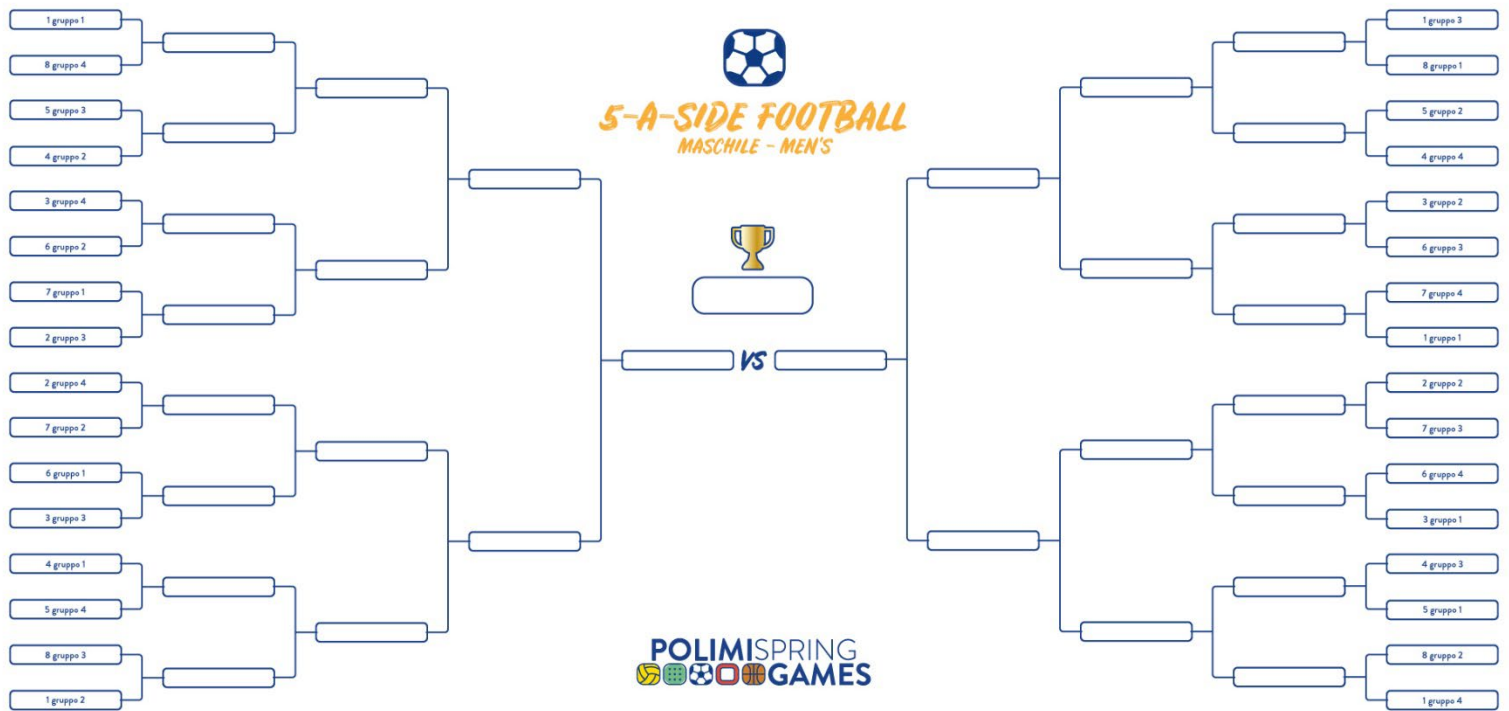 1 gruppo 1
8 gruppo 4
5 gruppo 3
4 gruppo 2
3 gruppo 4
6 gruppo 2
7 gruppo 1
2 gruppo 3
2 gruppo 4
7 gruppo 2
6 gruppo 1
3 gruppo 3
4 gruppo 1
5 gruppo 4
8 gruppo 3
1 gruppo 2
5-A-SIDE FOOTBALL
MASCHILE - MEN'S
VS
POLIMISPRING
GAMES
1 gruppo 3
8 gruppo 1
5 gruppo 2
4 gruppo 4
3 gruppo 2
6 gruppo 3
7 gruppo 4
1 gruppo 1
2 gruppo 2
7 gruppo 3
6 gruppo 4
3 gruppo 1
4 gruppo 3
5 gruppo 1
8 gruppo 2
1 gruppo 4